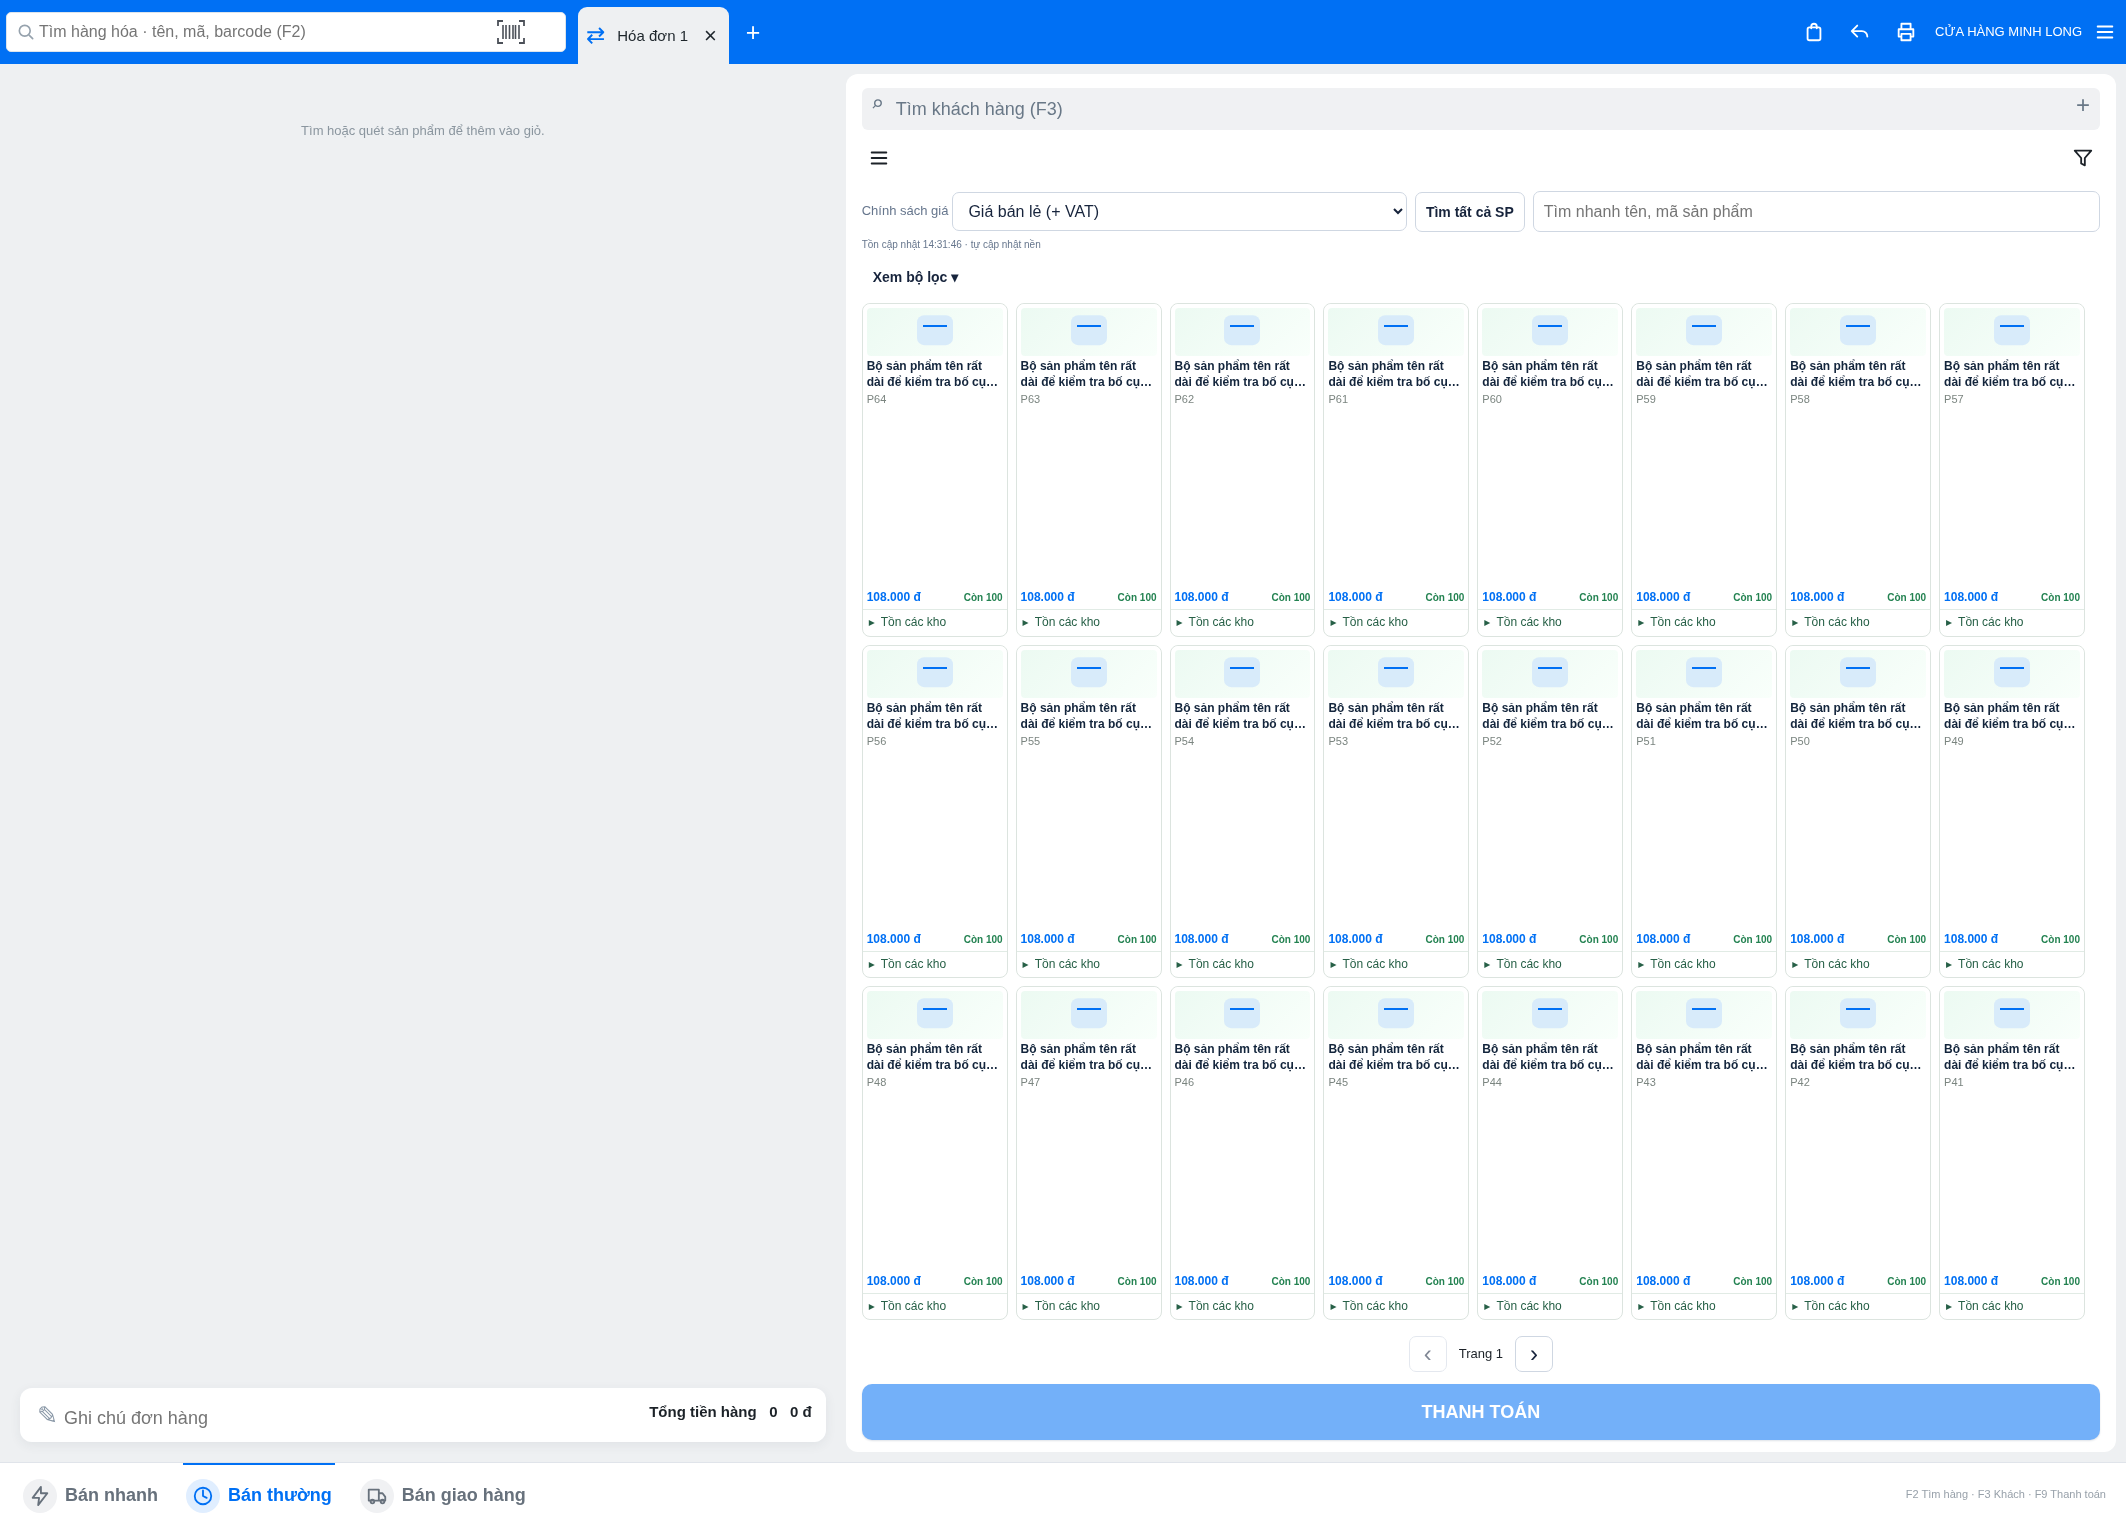 Tìm hàng hóa · tên, mã, barcode (F2)
Hóa đơn 1
CỬA HÀNG MINH LONG
Tìm hoặc quét sản phẩm để thêm vào giỏ.
Tìm khách hàng (F3)
Chính sách giá Giá bán lẻ (+ VAT) Tìm tất cả SP Tìm nhanh tên, mã sản phẩm
Tồn cập nhật 14:31:46 · tự cập nhật nền
Xem bộ lọc ▾
Bộ sản phẩm tên rất Bộ sản phẩm tên rất Bộ sản phẩm tên rất Bộ sản phẩm tên rất Bộ sản phẩm tên rất Bộ sản phẩm tên rất Bộ sản phẩm tên rất Bộ sản phẩm tên rất
dài để kiểm tra bố cụ... dài để kiểm tra bố cụ... dài để kiểm tra bố cụ... dài để kiểm tra bố cụ... dài để kiểm tra bố cụ... dài để kiểm tra bố cụ... dài để kiểm tra bố cụ... dài để kiểm tra bố cụ...
P64 P63 P62 P61 P60 P59 P58 P57
108.000 đ Còn 100 108.000 đ Còn 100 108.000 đ Còn 100 108.000 đ Còn 100 108.000 đ Còn 100 108.000 đ Còn 100 108.000 đ Còn 100 108.000 đ Còn 100
▸ Tồn các kho ▸ Tồn các kho ▸ Tồn các kho ▸ Tồn các kho ▸ Tồn các kho ▸ Tồn các kho ▸ Tồn các kho ▸ Tồn các kho
Bộ sản phẩm tên rất Bộ sản phẩm tên rất Bộ sản phẩm tên rất Bộ sản phẩm tên rất Bộ sản phẩm tên rất Bộ sản phẩm tên rất Bộ sản phẩm tên rất Bộ sản phẩm tên rất
dài để kiểm tra bố cụ... dài để kiểm tra bố cụ... dài để kiểm tra bố cụ... dài để kiểm tra bố cụ... dài để kiểm tra bố cụ... dài để kiểm tra bố cụ... dài để kiểm tra bố cụ... dài để kiểm tra bố cụ...
P56 P55 P54 P53 P52 P51 P50 P49
108.000 đ Còn 100 108.000 đ Còn 100 108.000 đ Còn 100 108.000 đ Còn 100 108.000 đ Còn 100 108.000 đ Còn 100 108.000 đ Còn 100 108.000 đ Còn 100
▸ Tồn các kho ▸ Tồn các kho ▸ Tồn các kho ▸ Tồn các kho ▸ Tồn các kho ▸ Tồn các kho ▸ Tồn các kho ▸ Tồn các kho
Bộ sản phẩm tên rất Bộ sản phẩm tên rất Bộ sản phẩm tên rất Bộ sản phẩm tên rất Bộ sản phẩm tên rất Bộ sản phẩm tên rất Bộ sản phẩm tên rất Bộ sản phẩm tên rất
dài để kiểm tra bố cụ... dài để kiểm tra bố cụ... dài để kiểm tra bố cụ... dài để kiểm tra bố cụ... dài để kiểm tra bố cụ... dài để kiểm tra bố cụ... dài để kiểm tra bố cụ... dài để kiểm tra bố cụ...
P48 P47 P46 P45 P44 P43 P42 P41
108.000 đ Còn 100 108.000 đ Còn 100 108.000 đ Còn 100 108.000 đ Còn 100 108.000 đ Còn 100 108.000 đ Còn 100 108.000 đ Còn 100 108.000 đ Còn 100
▸ Tồn các kho ▸ Tồn các kho ▸ Tồn các kho ▸ Tồn các kho ▸ Tồn các kho ▸ Tồn các kho ▸ Tồn các kho ▸ Tồn các kho
‹ Trang 1 ›
Ghi chú đơn hàng Tổng tiền hàng 0 0 đ
THANH TOÁN
Bán nhanh Bán thường Bán giao hàng
F2 Tìm hàng · F3 Khách · F9 Thanh toán